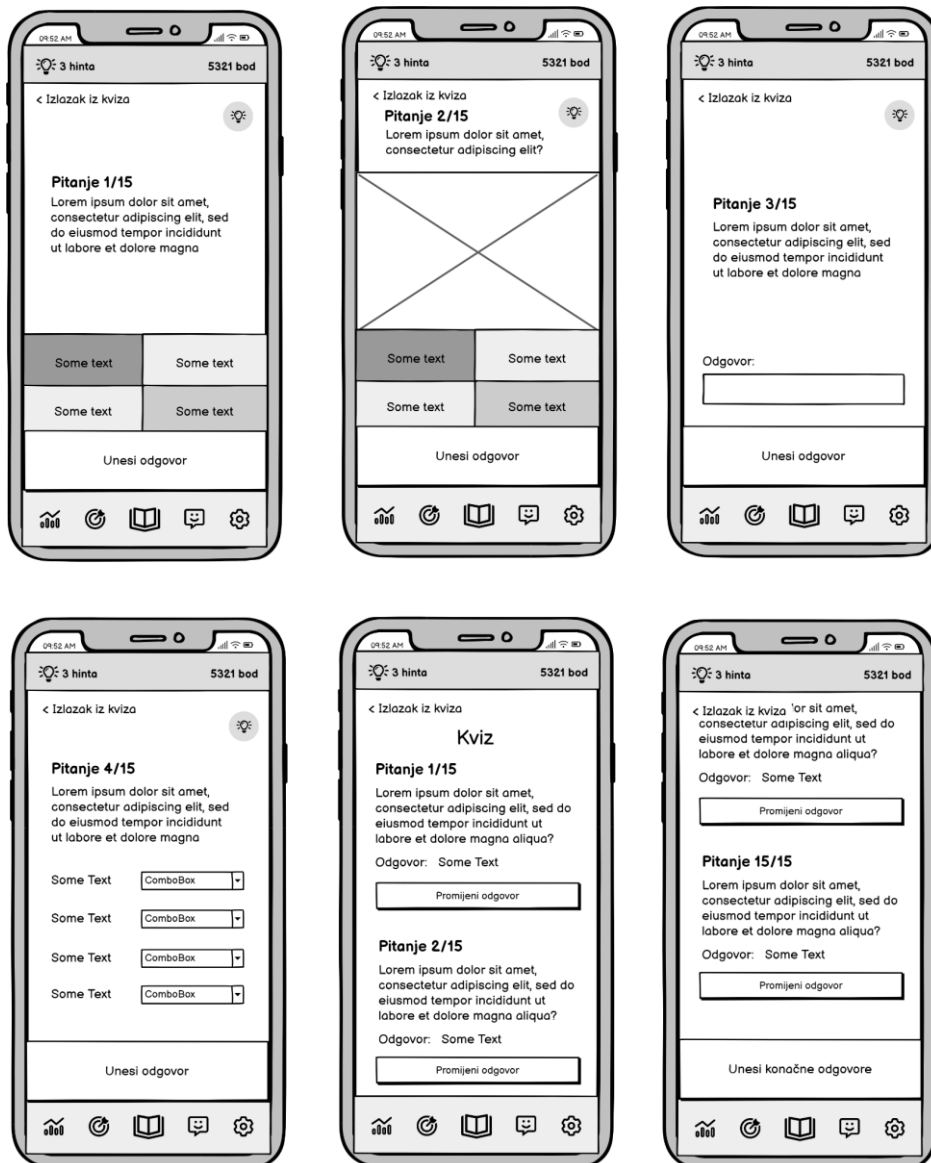 09:52 AM
3 hinta 5321 bod
< Izlazak iz kviza
Pitanje 1/15
Lorem ipsum dolor sit amet,
consectetur adipiscing elit, sed
do eiusmod tempor incididunt
ut labore et dolore magna
Some text Some text
Some text Some text
Unesi odgovor
09:52 AM
3 hinta 5321 bod
< Izlazak iz kviza
Pitanje 2/15
Lorem ipsum dolor sit amet,
consectetur adipiscing elit?
Some text Some text
Some text Some text
Unesi odgovor
09:52 AM
3 hinta 5321 bod
< Izlazak iz kviza
Pitanje 3/15
Lorem ipsum dolor sit amet,
consectetur adipiscing elit, sed
do eiusmod tempor incididunt
ut labore et dolore magna
Odgovor:
Unesi odgovor
09:52 AM
3 hinta 5321 bod
< Izlazak iz kviza
Pitanje 4/15
Lorem ipsum dolor sit amet,
consectetur adipiscing elit, sed
do eiusmod tempor incididunt
ut labore et dolore magna
Some Text ComboBox
Some Text ComboBox
Some Text ComboBox
Some Text ComboBox
Unesi odgovor
09:52 AM
3 hinta 5321 bod
< Izlazak iz kviza
Kviz
Pitanje 1/15
Lorem ipsum dolor sit amet,
consectetur adipiscing elit, sed do
eiusmod tempor incididunt ut
labore et dolore magna aliqua?
Odgovor: Some Text
Promijeni odgovor
Pitanje 2/15
Lorem ipsum dolor sit amet,
consectetur adipiscing elit, sed do
eiusmod tempor incididunt ut
labore et dolore magna aliqua?
Odgovor: Some Text
Promijeni odgovor
09:52 AM
3 hinta 5321 bod
< Izlazak iz kviza or sit amet,
consectetur adipiscing elit, sed do
eiusmod tempor incididunt ut
labore et dolore magna aliqua?
Odgovor: Some Text
Promijeni odgovor
Pitanje 15/15
Lorem ipsum dolor sit amet,
consectetur adipiscing elit, sed do
eiusmod tempor incididunt ut
labore et dolore magna aliqua?
Odgovor: Some Text
Promijeni odgovor
Unesi konačne odgovore